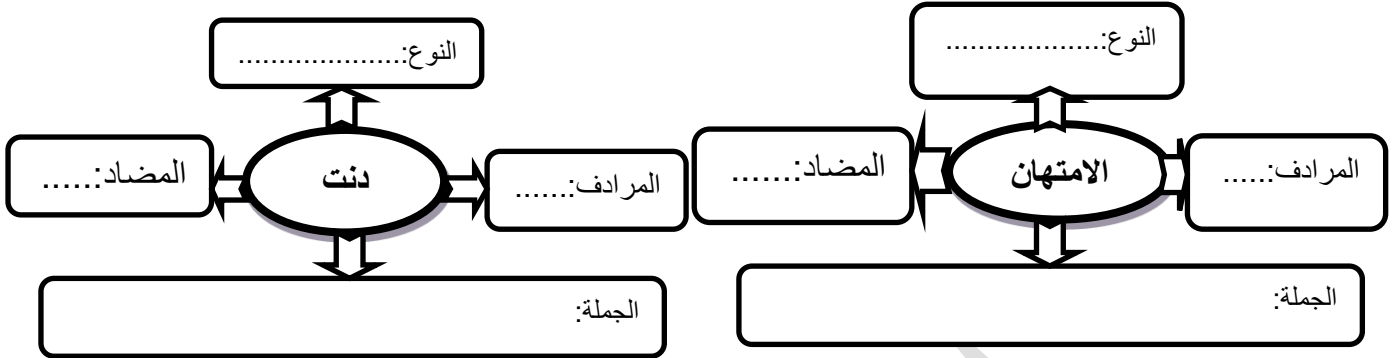 النوع:...................
الامتهان
المرادف:.....
المضاد:......
الجملة:
النوع:....................
دنت
المرادف:......
المضاد:.....
الجملة: